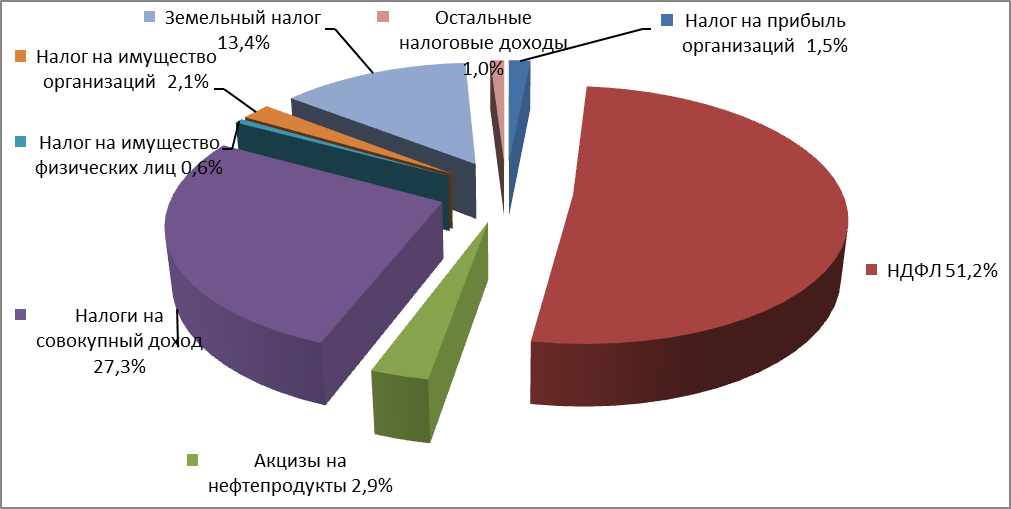 Земельный налог
13,4%
Остальные
налоговые доходы
1,0%
Налог на прибыль
организаций 1,5%
Налог на имущество
организаций 2,1%
Налог на имущество
физических лиц 0,6%
НДФЛ 51,2%
Налоги на
совокупный доход
27,3%
Акцизы на
нефтепродукты 2,9%